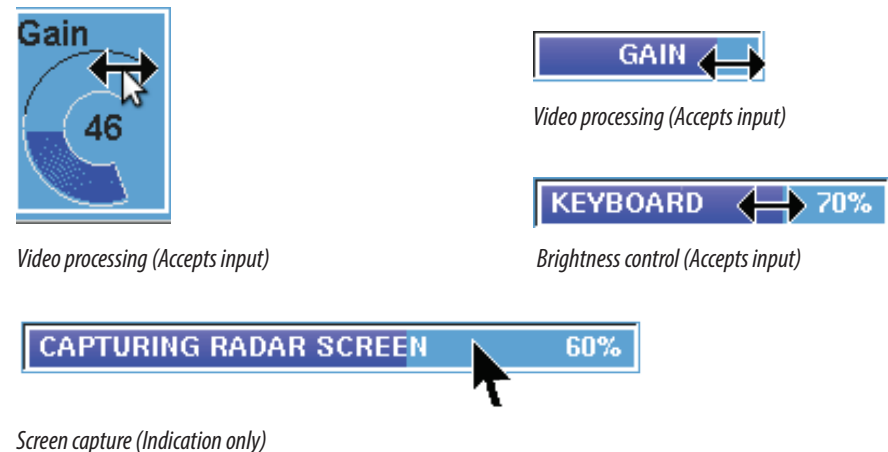 Gain
46
Video processing (Accepts input)
GAIN
Video processing (Accepts input)
KEYBOARD 70%
Brightness control (Accepts input)
CAPTURING RADAR SCREEN 60%
Screen capture (Indication only)